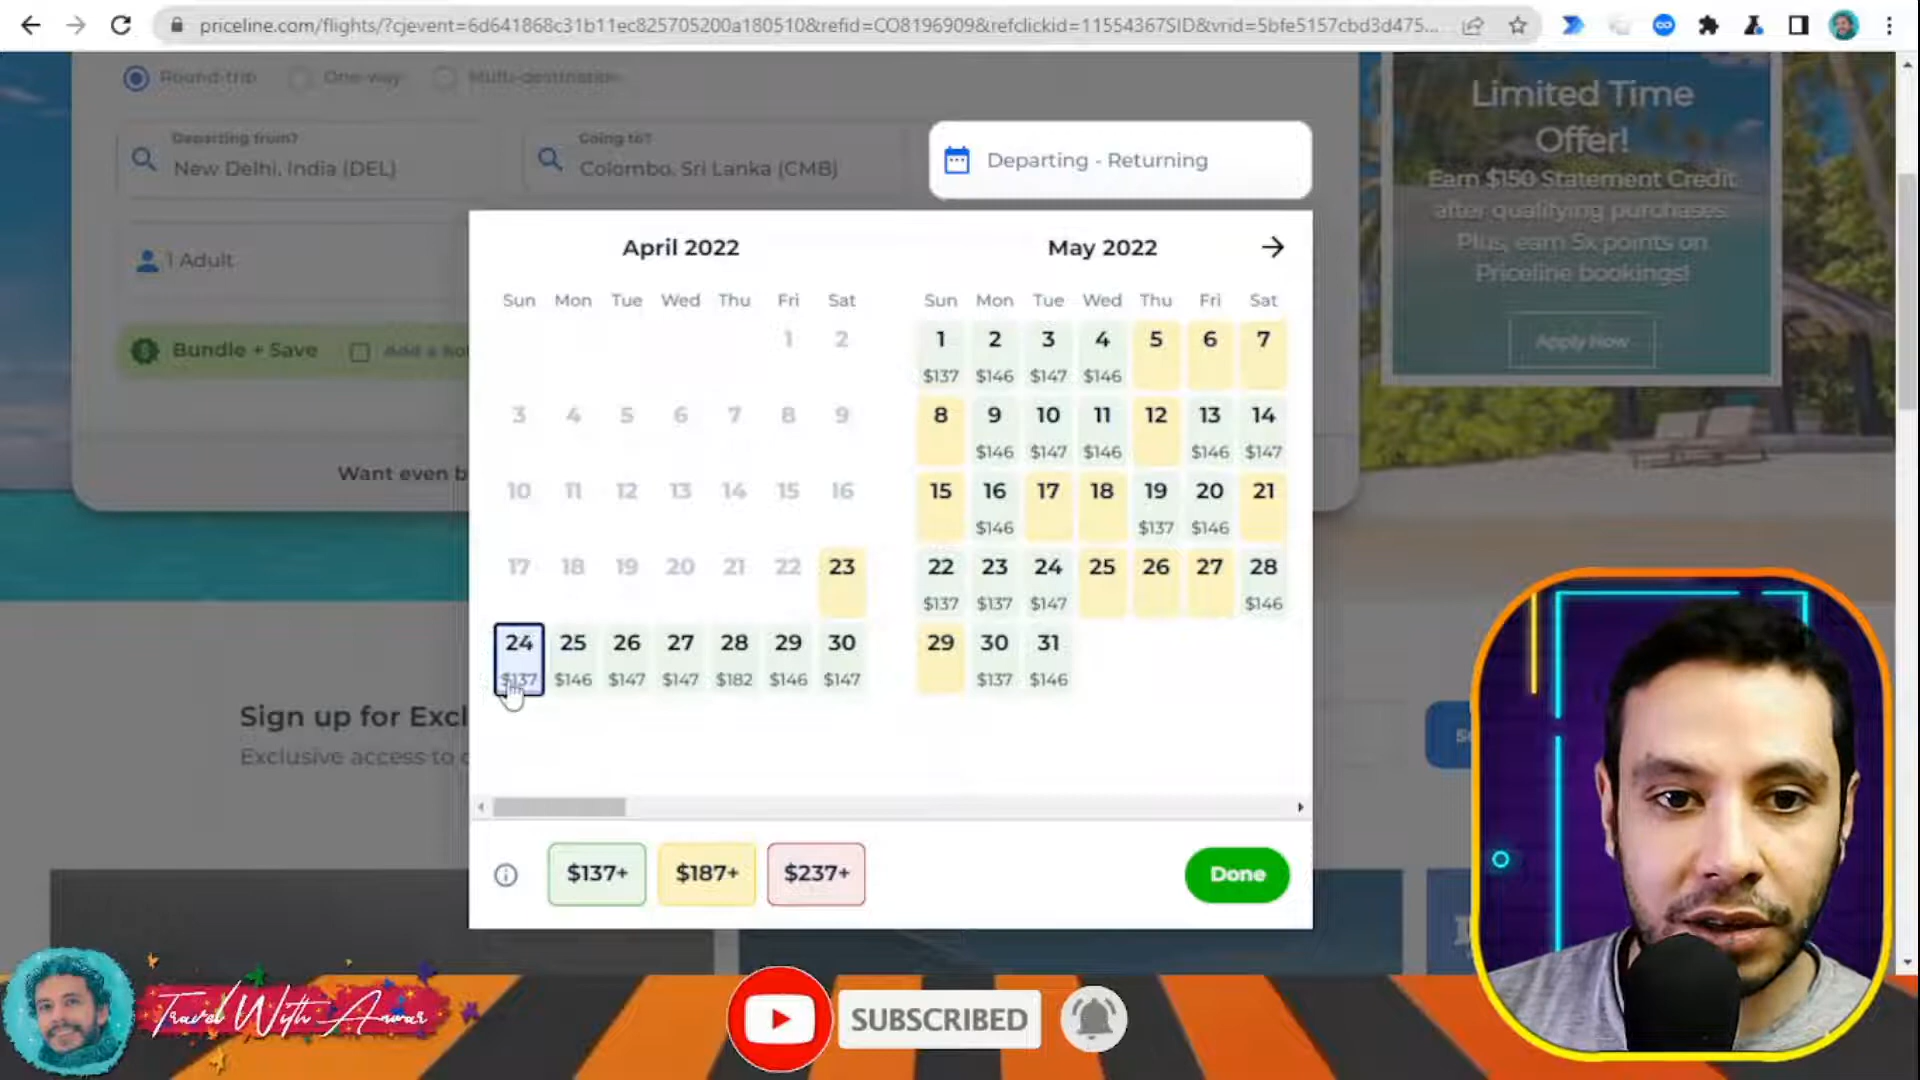 priceline.com/flights/?cjevent=6d641868c31b11ec825705200a180510&refid=CO8196909&refclickid=11554367SID&vrid=5bfe5157cbd3d475...
Round-trip One-way Multi-destination
Departing from?
New Delhi, India (DEL)
Going to?
Colombo, Sri Lanka (CMB)
Departing - Returning
1 Adult
Bundle + Save
Want even b
April 2022
Sun Mon Tue Wed Thu Fri Sat
1 2
3 4 5 6 7 8 9
10 11 12 13 14 15 16
17 18 19 20 21 22 23
24 25 26 27 28 29 30
$137 $146 $147 $147 $182 $146 $147
May 2022
Sun Mon Tue Wed Thu Fri Sat
1 2 3 4 5 6 7
$137 $146 $147 $146
8 9 10 11 12 13 14
$146 $147 $146 $146 $147
15 16 17 18 19 20 21
$146 $137 $146
22 23 24 25 26 27 28
$137 $137 $147 $146
29 30 31
$137 $146
$137+ $187+ $237+
Done
Limited Time
Offer!
Earn $150 Statement Credit
after qualifying purchases.
Plus, earn 5x points on
Priceline bookings!
Apply Now
Sign up for Excl
Exclusive access to
Travel With Anwar
SUBSCRIBED